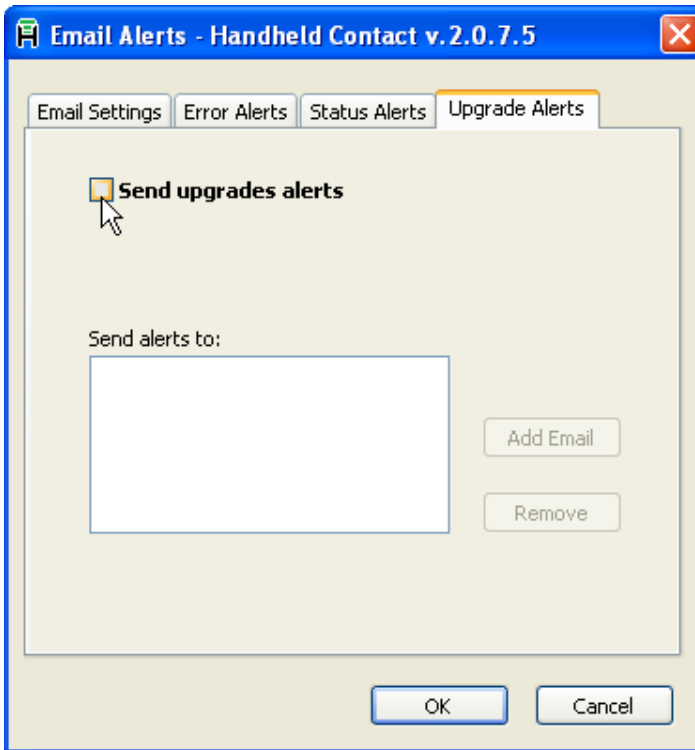 Email Alerts - Handheld Contact v.2.0.7.5
Email Settings Error Alerts Status Alerts Upgrade Alerts
Send upgrades alerts
Send alerts to:
Add Email
Remove
OK Cancel